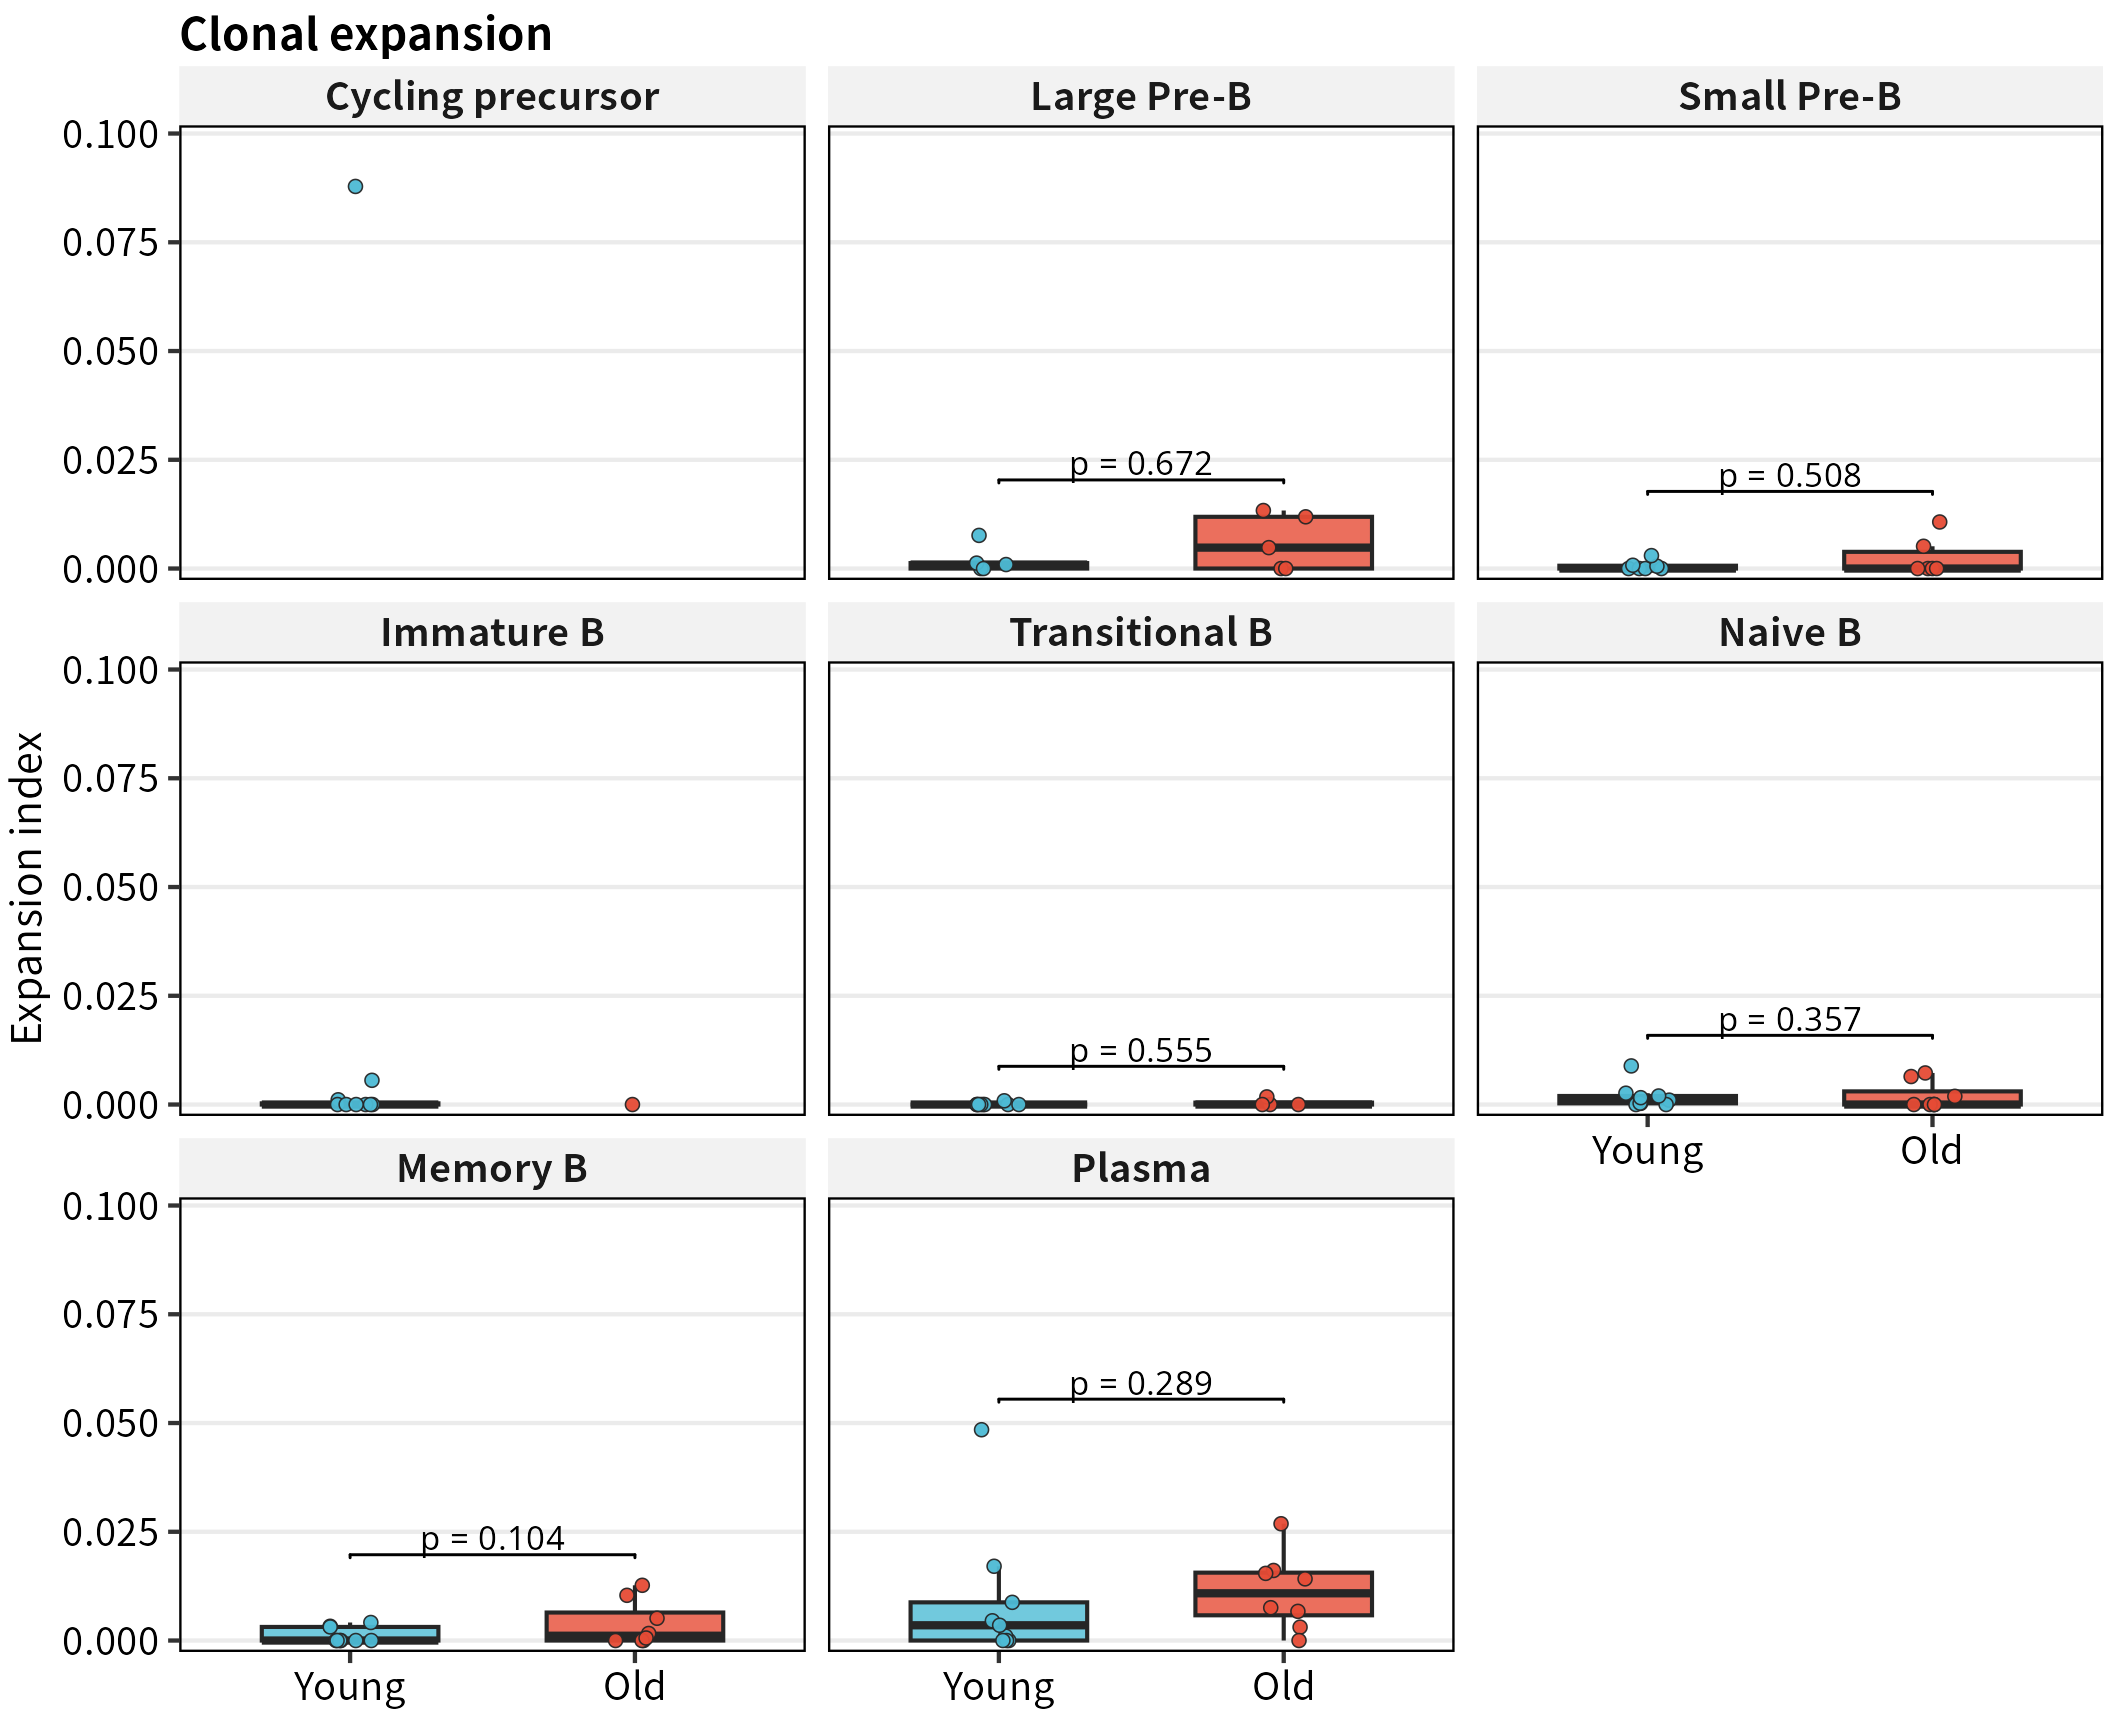 Clonal expansion
Cycling precursor
Large Pre-B
Small Pre-B
0.100
0.075
0.050
0.025
0.000
p = 0.672
p = 0.508
Immature B
Transitional B
Naive B
Expansion index
0.100
0.075
0.050
0.025
0.000
p = 0.555
p = 0.357
Young
Old
Memory B
Plasma
0.100
0.075
0.050
0.025
0.000
p = 0.104
p = 0.289
Young
Old
Young
Old